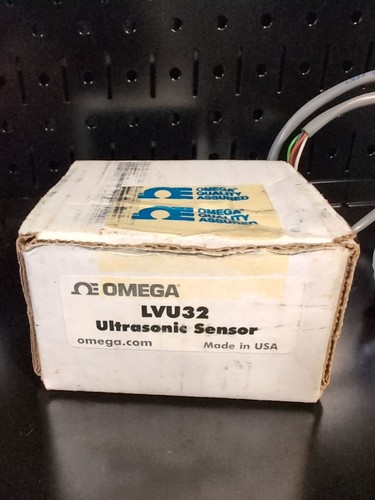 OMEGA®
QUALITY
ASSURED
OMEGA®
QUALITY
ASSURED
OMEGA®
LVU32
Ultrasonic Sensor
omega.com Made in USA